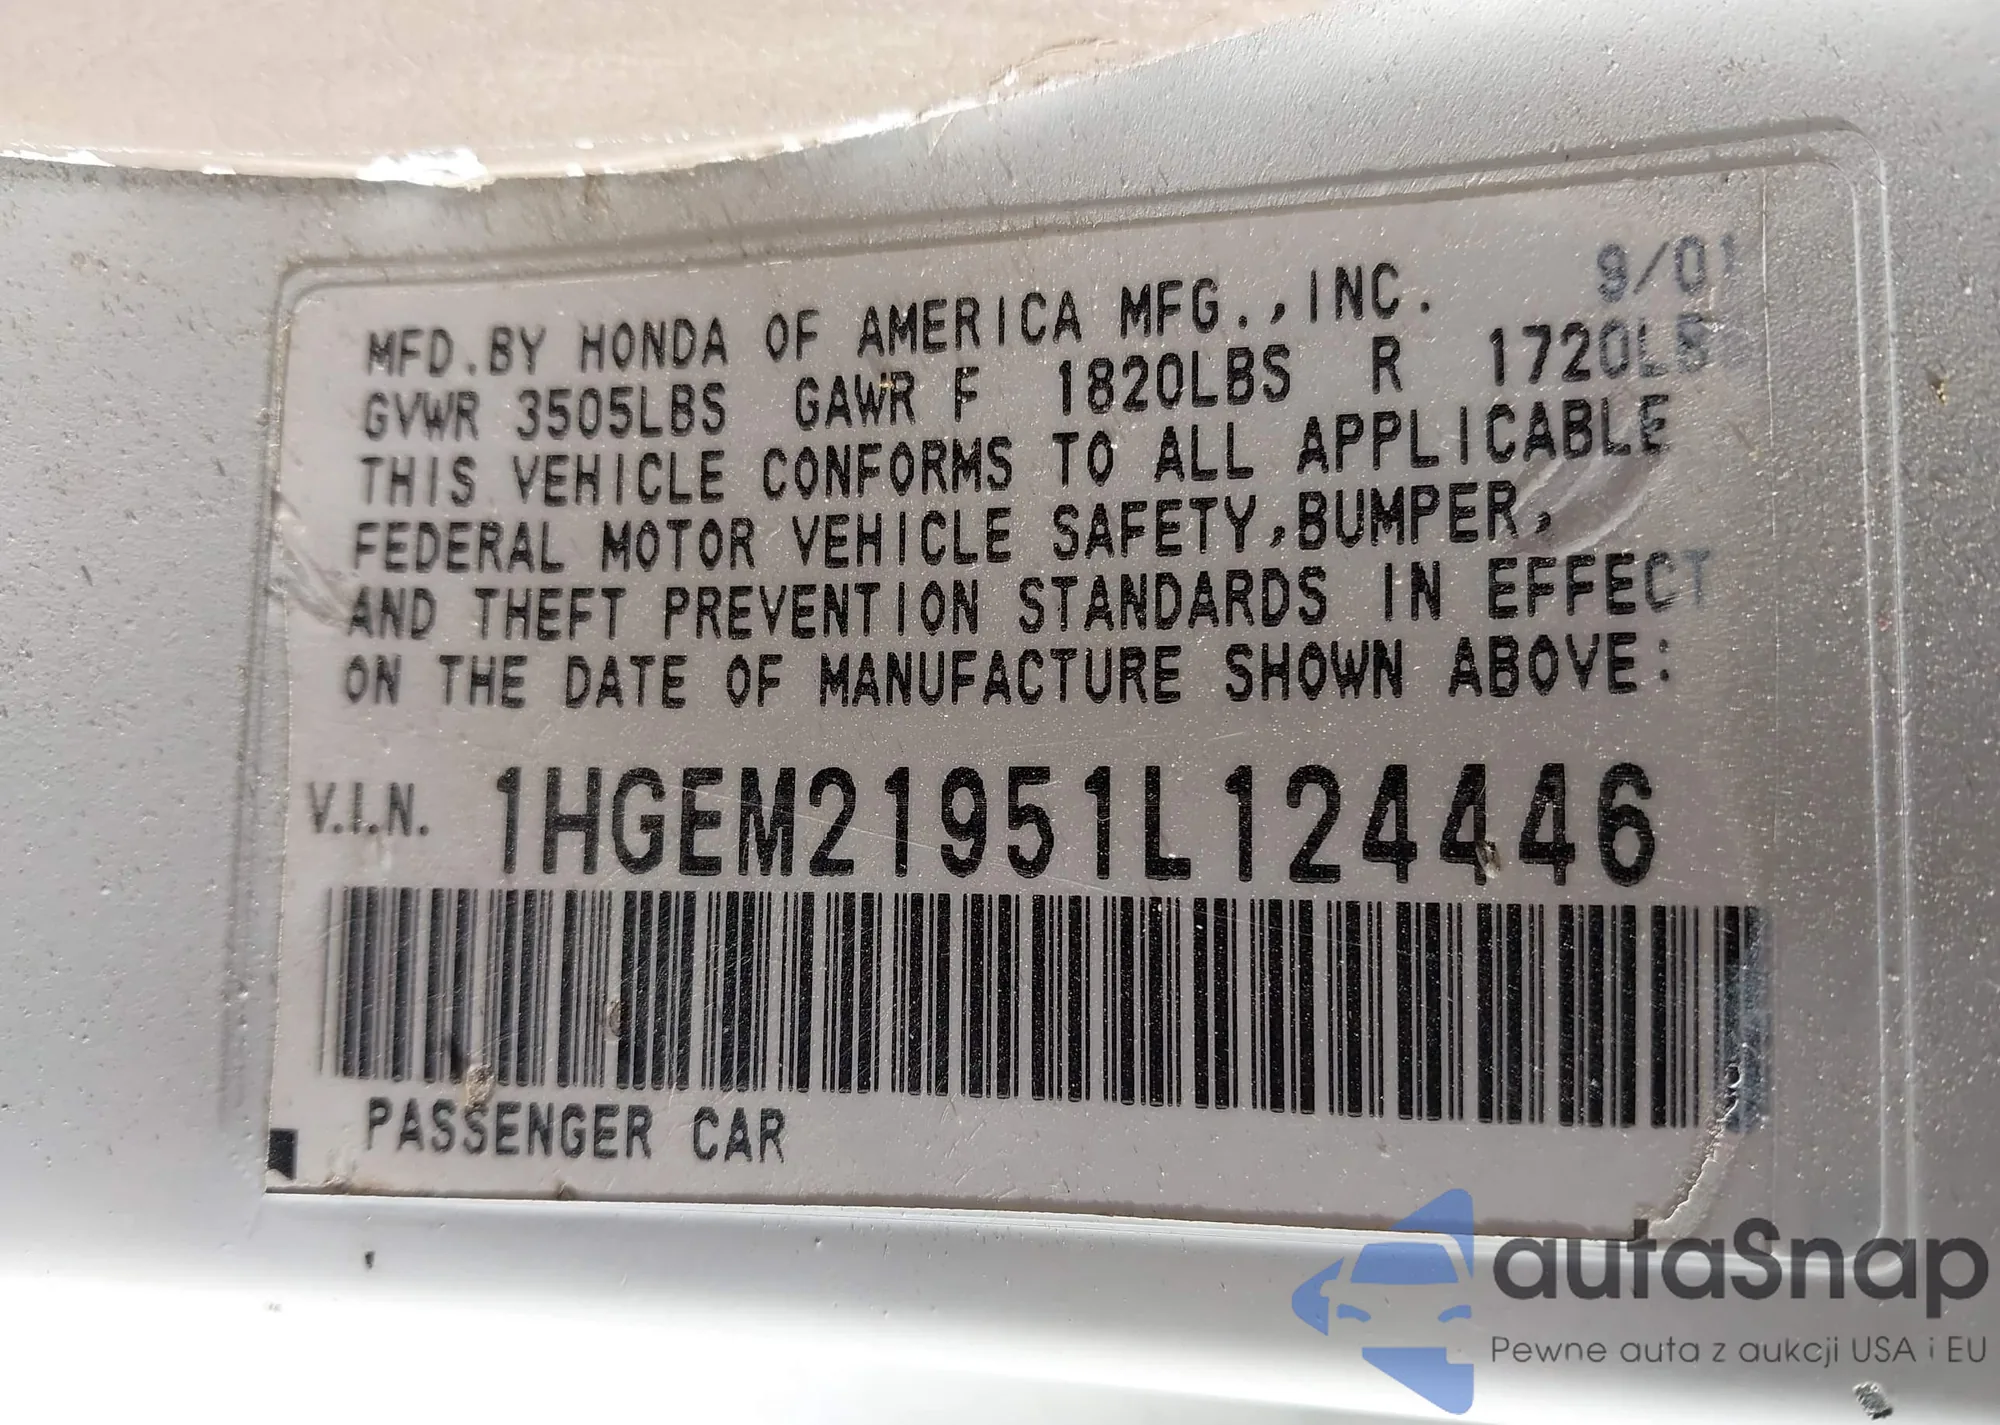 9/01
MFD.BY HONDA OF AMERICA MFG.,INC.
GVWR 3505LBS GAWR F 1820LBS R 1720LBS
THIS VEHICLE CONFORMS TO ALL APPLICABLE
FEDERAL MOTOR VEHICLE SAFETY,BUMPER,
AND THEFT PREVENTION STANDARDS IN EFFECT
ON THE DATE OF MANUFACTURE SHOWN ABOVE:
V.I.N. 1HGEM21951L124446
PASSENGER CAR
autaSnap
Pewne auta z aukcji USA i EU